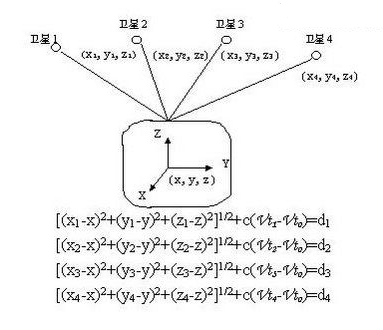 卫星1 卫星2 卫星3 卫星4
(x₁, y₁, z₁) (x₂, y₂, z₂) (x₃, y₃, z₃)
(x₄, y₄, z₄)
Z
Y
(x, y, z)
X
[(x₁-x)²+(y₁-y)²+(z₁-z)²]¹/²+c(Vt₁-Vt₀)=d₁
[(x₂-x)²+(y₂-y)²+(z₂-z)²]¹/²+c(Vt₂-Vt₀)=d₂
[(x₃-x)²+(y₃-y)²+(z₃-z)²]¹/²+c(Vt₃-Vt₀)=d₃
[(x₄-x)²+(y₄-y)²+(z₄-z)²]¹/²+c(Vt₄-Vt₀)=d₄